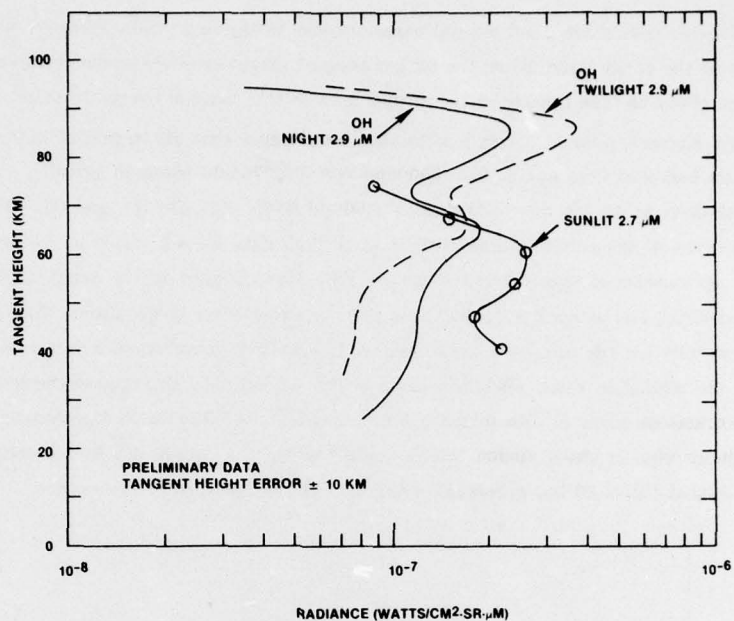 100
80
60
40
30
20
10
0
TANGENT HEIGHT (KM)
OH
TWILIGHT 2.9 μM
OH
NIGHT 2.9 μM
SUNLIT 2.7 μM
PRELIMINARY DATA
TANGENT HEIGHT ERROR ± 10 KM
10⁻⁸
10⁻⁷
10⁻⁶
RADIANCE (WATTS/CM²-SR-μM)